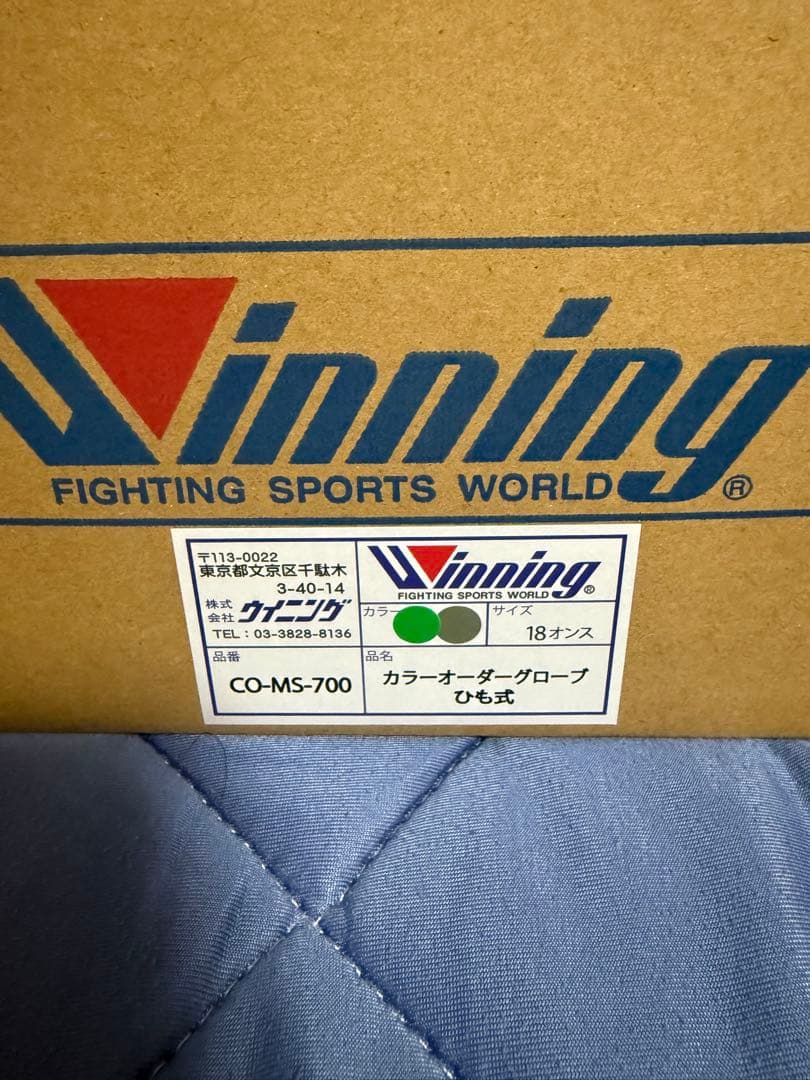 Winning®
FIGHTING SPORTS WORLD
〒113-0022
東京都文京区千駄木
3-40-14
株式会社 ウイニング
TEL：03-3828-8136
Winning®
FIGHTING SPORTS WORLD
カラー
サイズ
18オンス
品番
CO-MS-700
品名
カラーオーダーグローブ
ひも式